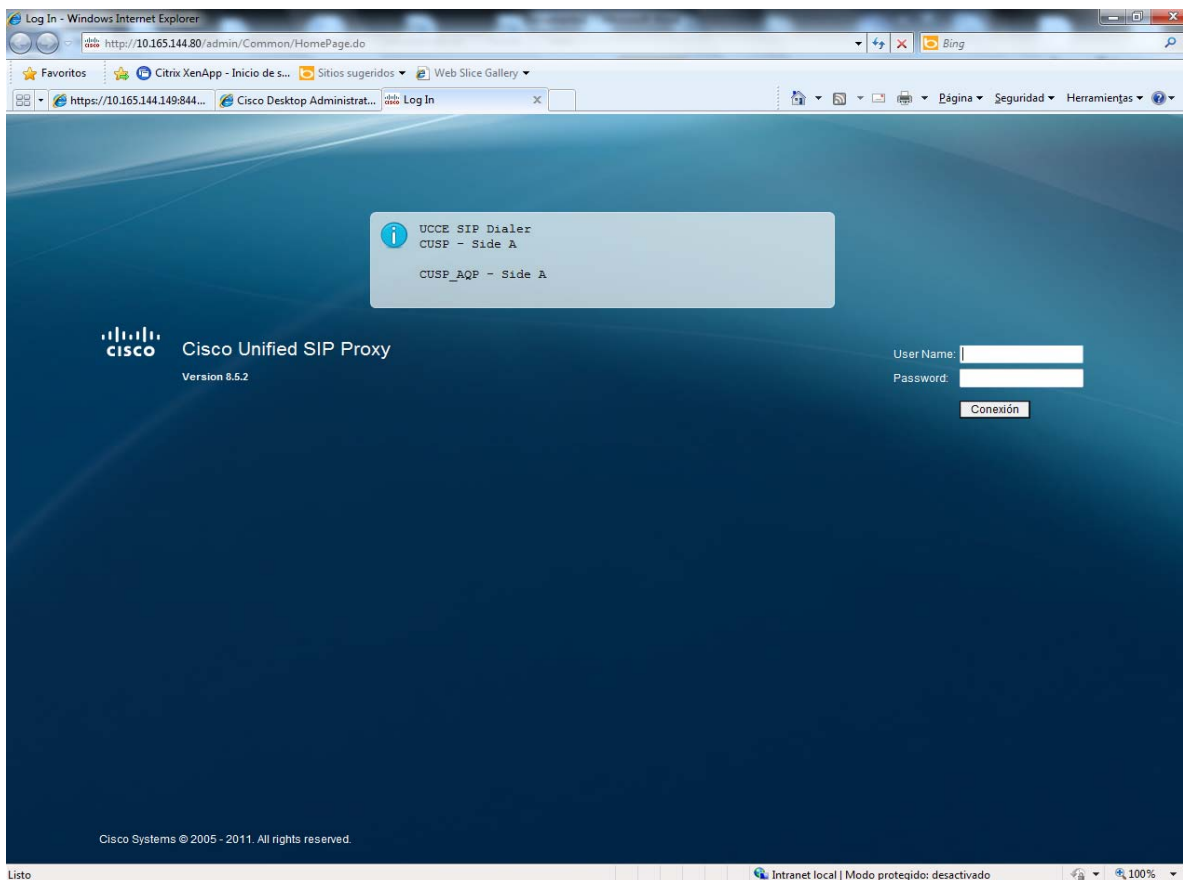 Log In - Windows Internet Explorer
http://10.165.144.80/admin/Common/HomePage.do
Bing
Favoritos
Citrix XenApp - Inicio de s...
Sitios sugeridos
Web Slice Gallery
https://10.165.144.149:844...
Cisco Desktop Administrat...
Log In
Página
Seguridad
Herramientas
UCCE SIP Dialer
CUSP - Side A
CUSP_AQP - Side A
CISCO
Cisco Unified SIP Proxy
Version 8.5.2
User Name:
Password:
Conexión
Cisco Systems © 2005 - 2011. All rights reserved.
Listo
Intranet local | Modo protegido: desactivado
100%